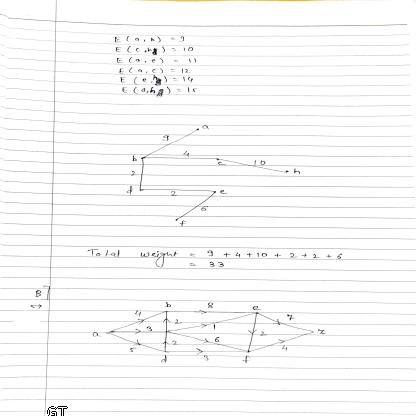 E(a, b) = 9
E(c, h) = 10
E(a, e) = 11
E(a, c) = 12
E(e, ) = 14
E(d, ) = 15
a
9
b
4
c
10
h
2
d
2
e
6
f
Total weight = 9 + 4 + 10 + 2 + 2 + 6
= 33
B]
↔
b
8
e
4
2
7
a
3
1
2
z
5
2
6
4
d
3
f
GT